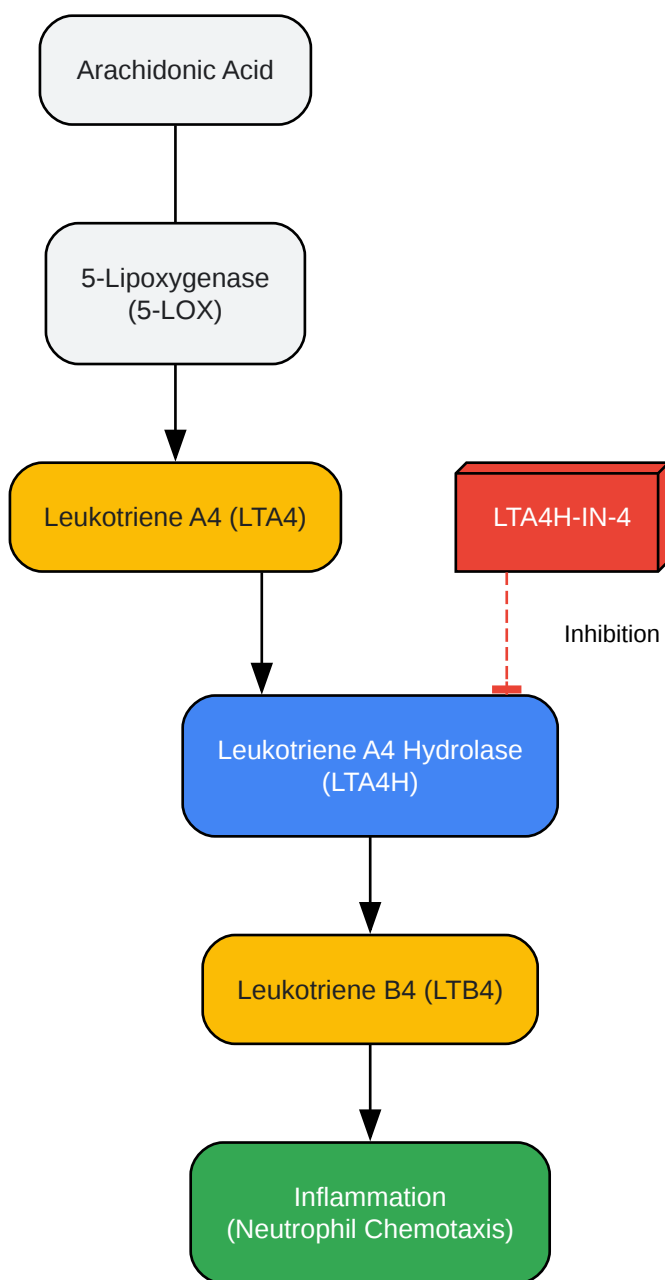 Arachidonic Acid
5-Lipoxygenase
(5-LOX)
Leukotriene A4 (LTA4)
LTA4H-IN-4
Inhibition
Leukotriene A4 Hydrolase
(LTA4H)
Leukotriene B4 (LTB4)
Inflammation
(Neutrophil Chemotaxis)